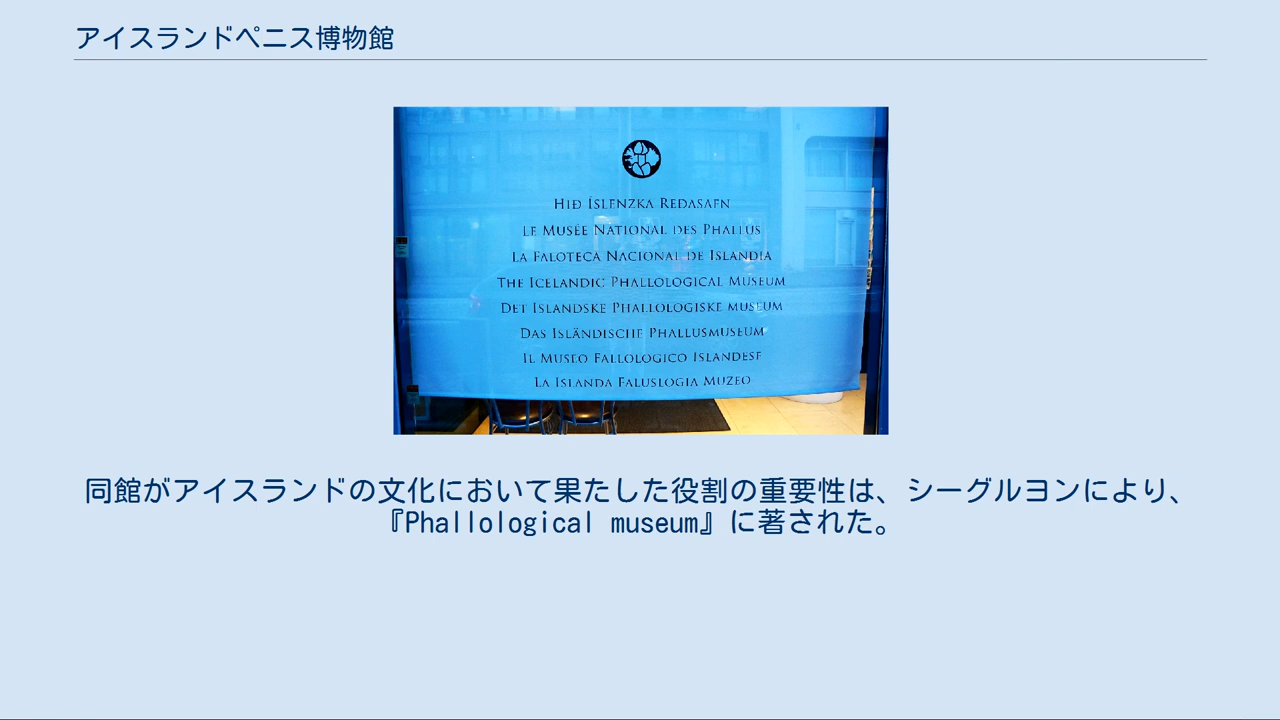 アイスランドペニス博物館
HIÐ ÍSLENZKA REÐASAFN
LE MUSÉE NATIONAL DES PHALLUS
LA FALOTECA NACIONAL DE ISLANDIA
THE ICELANDIC PHALLOLOGICAL MUSEUM
DET ISLANDSKE PHALLOLOGISKE MUSEUM
DAS ISLÄNDISCHE PHALLUSMUSEUM
IL MUSEO FALLOLOGICO ISLANDESE
LA ISLANDA FALUSLOGIA MUZEO
同館がアイスランドの文化において果たした役割の重要性は、シーグルヨンにより、
『Phallological museum』に著された。